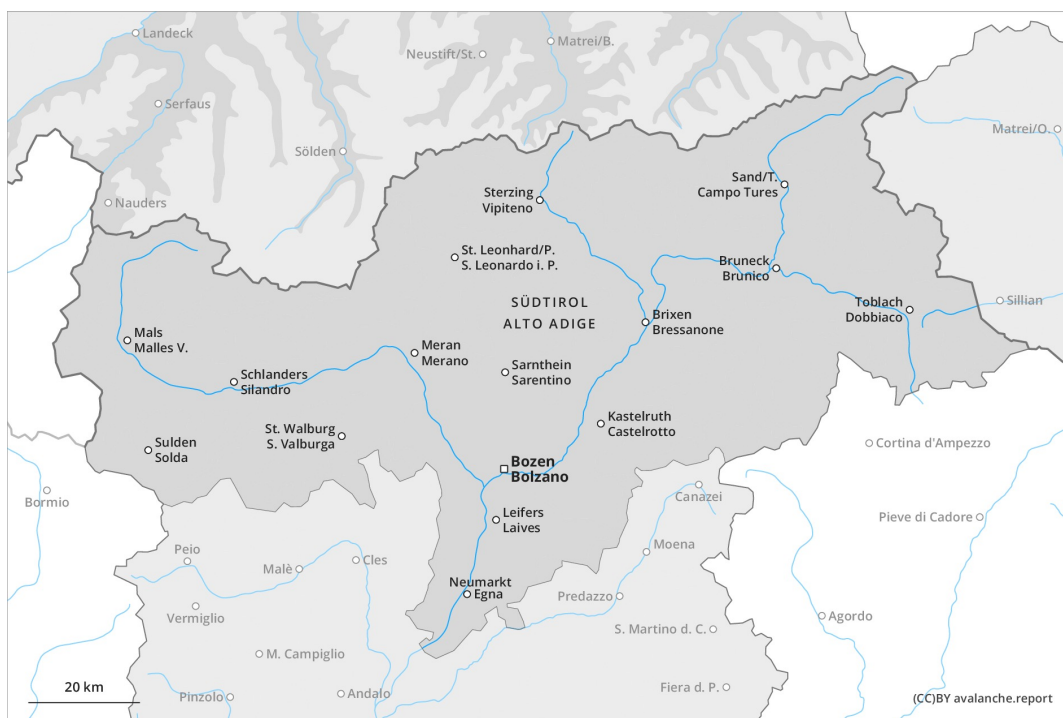 Landeck
Neustift/St.
Matrei/B.
Serfaus
Matrei/O.
Sölden
Nauders
Sand/T.
Campo Tures
Sterzing
Vipiteno
St. Leonhard/P.
S. Leonardo i. P.
Bruneck
Brunico
SÜDTIROL
ALTO ADIGE
Toblach
Dobbiaco
Sillian
Brixen
Bressanone
Mals
Malles V.
Meran
Merano
Schlanders
Silandro
Sarnthein
Sarentino
Kastelruth
Castelrotto
St. Walburg
S. Valburga
Sulden
Solda
Cortina d'Ampezzo
Bozen
Bolzano
Bormio
Canazei
Leifers
Laives
Pieve di Cadore
Peio
Malè
Cles
Moena
Neumarkt
Egna
Vermiglio
Predazzo
Agordo
S. Martino d. C.
M. Campiglio
20 km
Pinzolo
Andalo
Fiera d. P.
(CC)BY avalanche.report